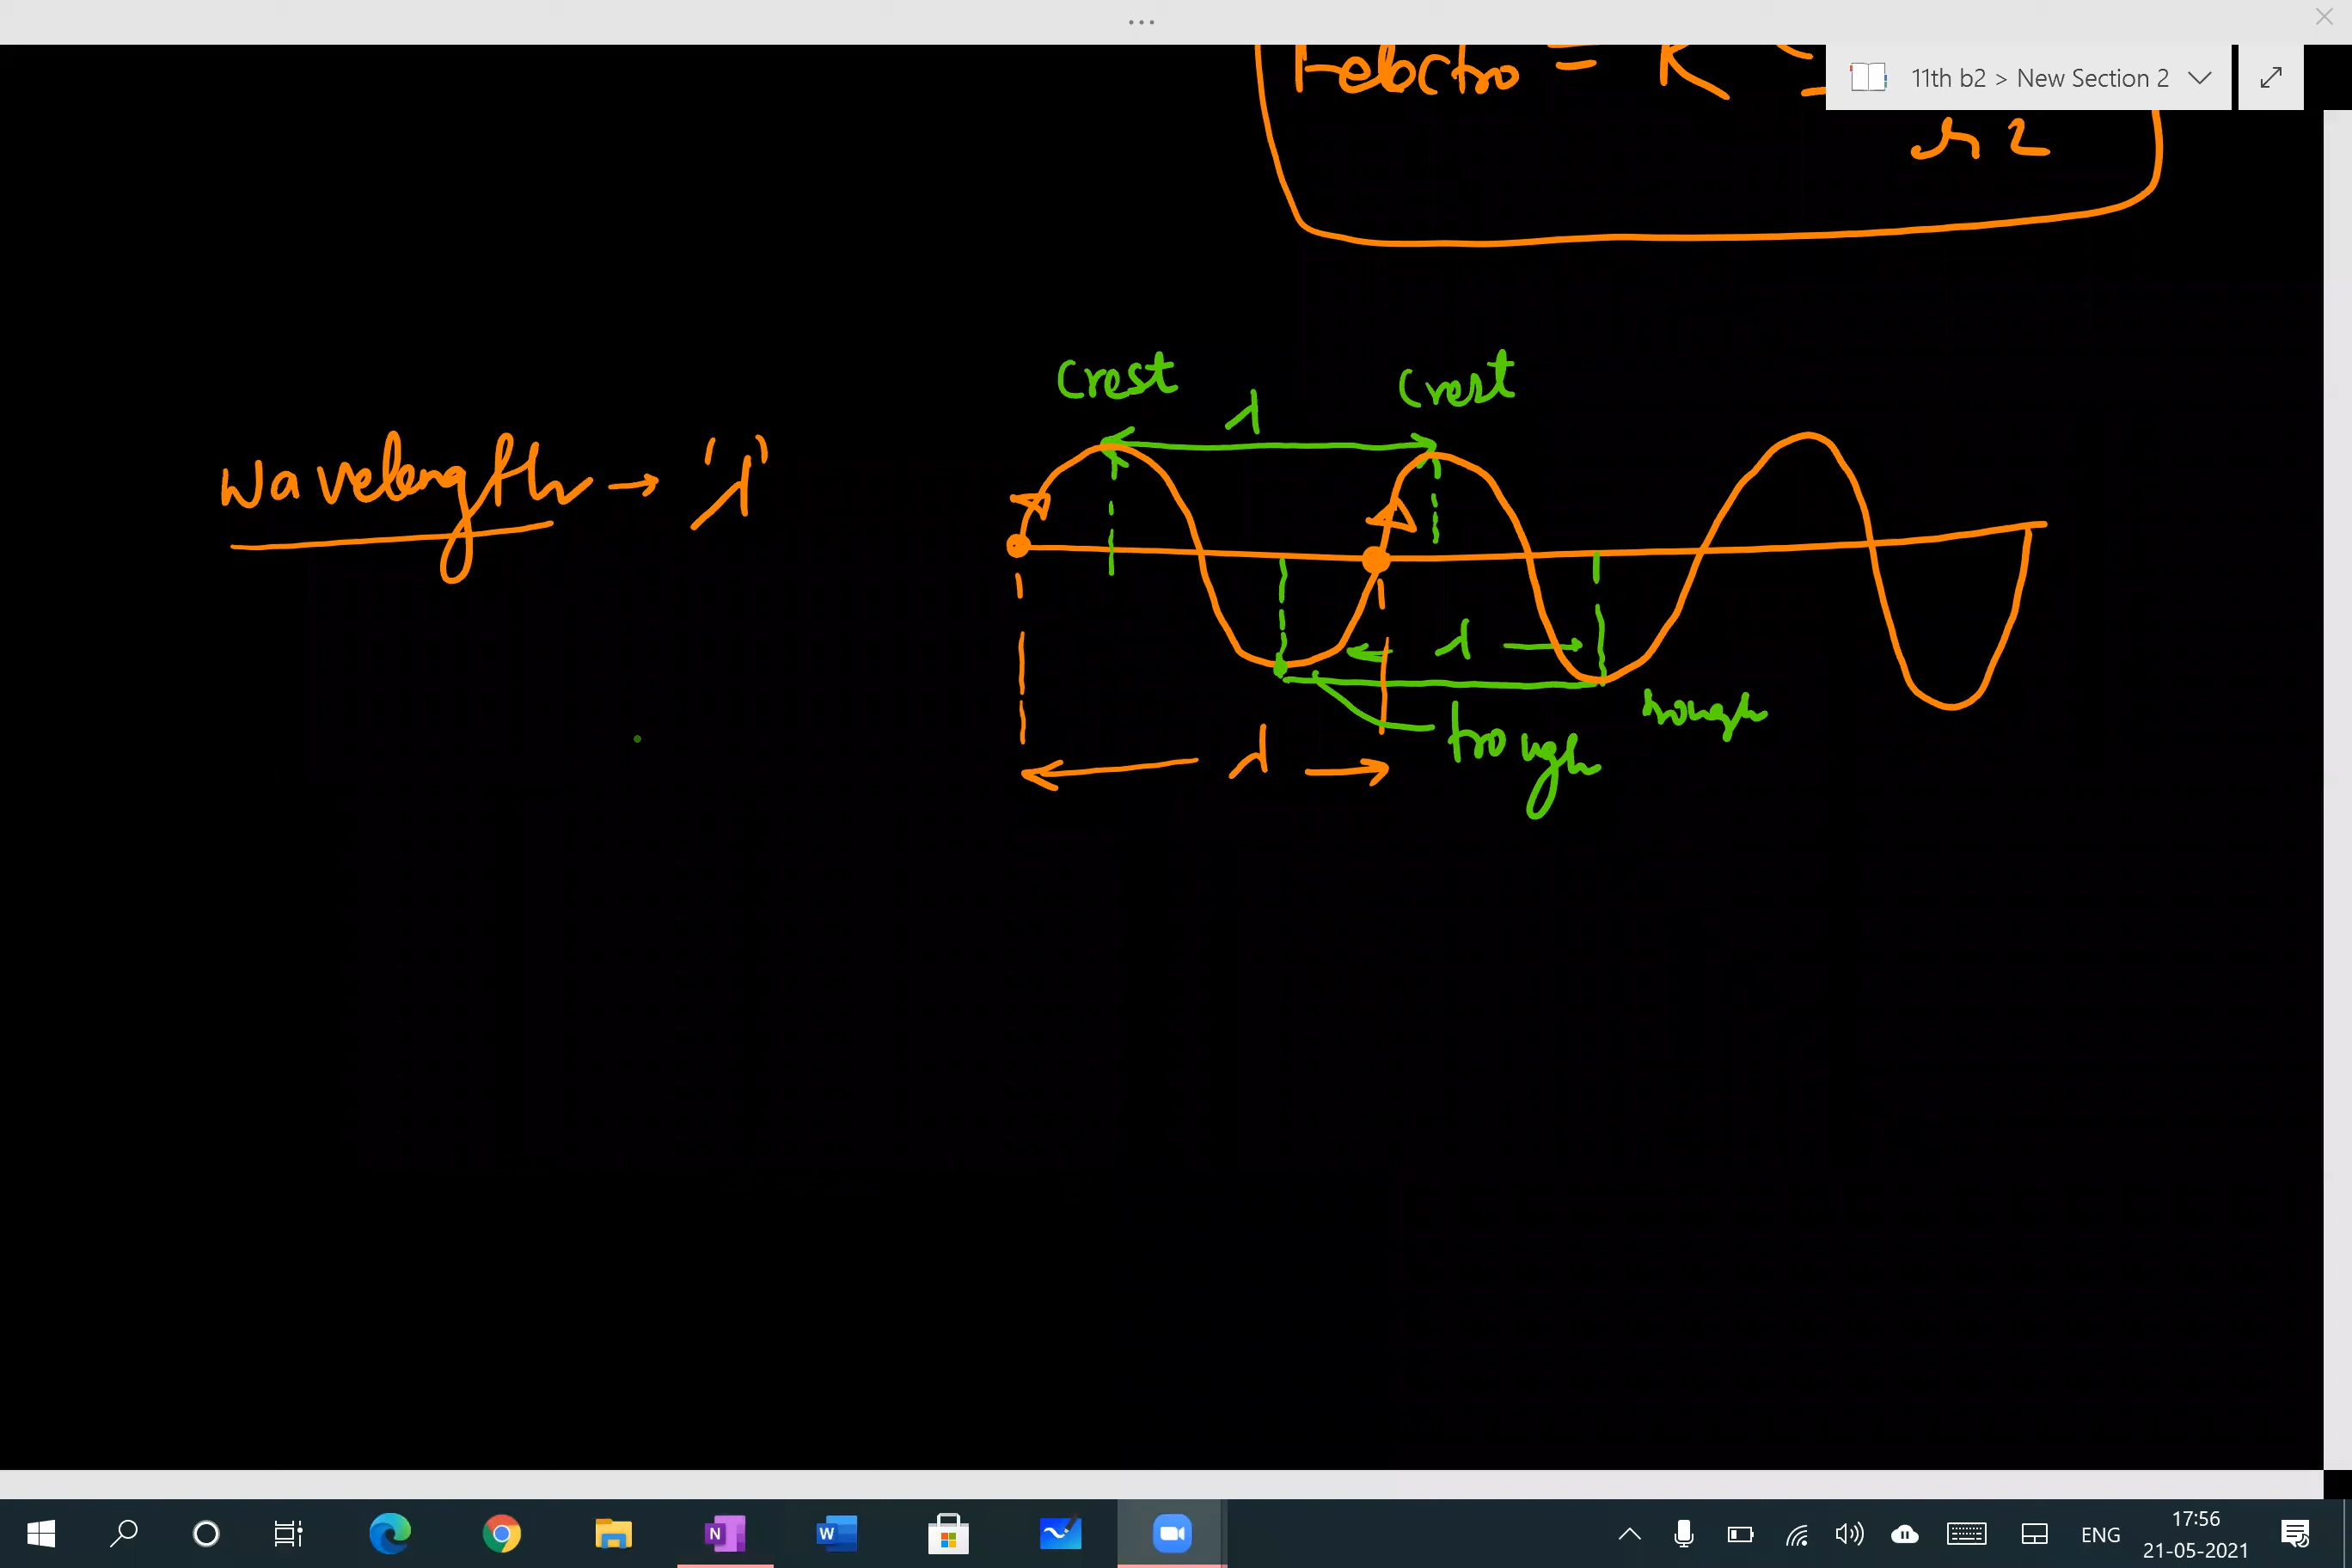 Felectro = K
r2
11th b2 > New Section 2
Crest
Crest
λ
wavelength → 'λ'
λ
trough
trough
λ
N
W
ENG
17:56
21-05-2021